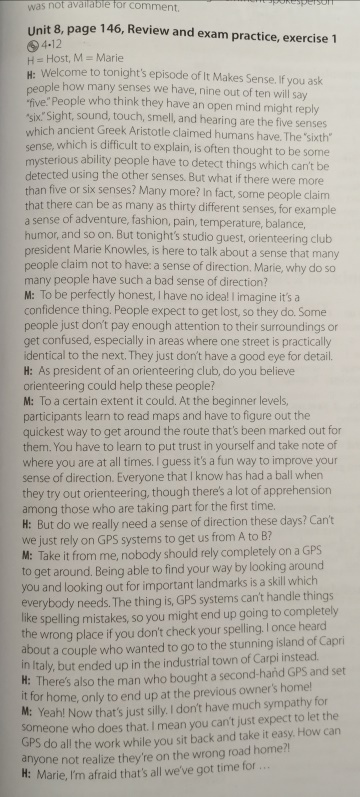 was not available for comment.
Unit 8, page 146, Review and exam practice, exercise 1
4•12
H = Host, M = Marie
H: Welcome to tonight's episode of It Makes Sense. If you ask
people how many senses we have, nine out of ten will say
"five." People who think they have an open mind might reply
"six." Sight, sound, touch, smell, and hearing are the five senses
which ancient Greek Aristotle claimed humans have. The "sixth"
sense, which is difficult to explain, is often thought to be some
mysterious ability people have to detect things which can't be
detected using the other senses. But what if there were more
than five or six senses? Many more? In fact, some people claim
that there can be as many as thirty different senses, for example
a sense of adventure, fashion, pain, temperature, balance,
humor, and so on. But tonight's studio guest, orienteering club
president Marie Knowles, is here to talk about a sense that many
people claim not to have: a sense of direction. Marie, why do so
many people have such a bad sense of direction?
M: To be perfectly honest, I have no idea! I imagine it's a
confidence thing. People expect to get lost, so they do. Some
people just don't pay enough attention to their surroundings or
get confused, especially in areas where one street is practically
identical to the next. They just don't have a good eye for detail.
H: As president of an orienteering club, do you believe
orienteering could help these people?
M: To a certain extent it could. At the beginner levels,
participants learn to read maps and have to figure out the
quickest way to get around the route that's been marked out for
them. You have to learn to put trust in yourself and take note of
where you are at all times. I guess it's a fun way to improve your
sense of direction. Everyone that I know has had a ball when
they try out orienteering, though there's a lot of apprehension
among those who are taking part for the first time.
H: But do we really need a sense of direction these days? Can't
we just rely on GPS systems to get us from A to B?
M: Take it from me, nobody should rely completely on a GPS
to get around. Being able to find your way by looking around
you and looking out for important landmarks is a skill which
everybody needs. The thing is, GPS systems can't handle things
like spelling mistakes, so you might end up going to completely
the wrong place if you don't check your spelling. I once heard
about a couple who wanted to go to the stunning island of Capri
in Italy, but ended up in the industrial town of Carpi instead.
H: There's also the man who bought a second-hand GPS and set
it for home, only to end up at the previous owner's home!
M: Yeah! Now that's just silly. I don't have much sympathy for
someone who does that. I mean you can't just expect to let the
GPS do all the work while you sit back and take it easy. How can
anyone not realize they're on the wrong road home?!
H: Marie, I'm afraid that's all we've got time for ...